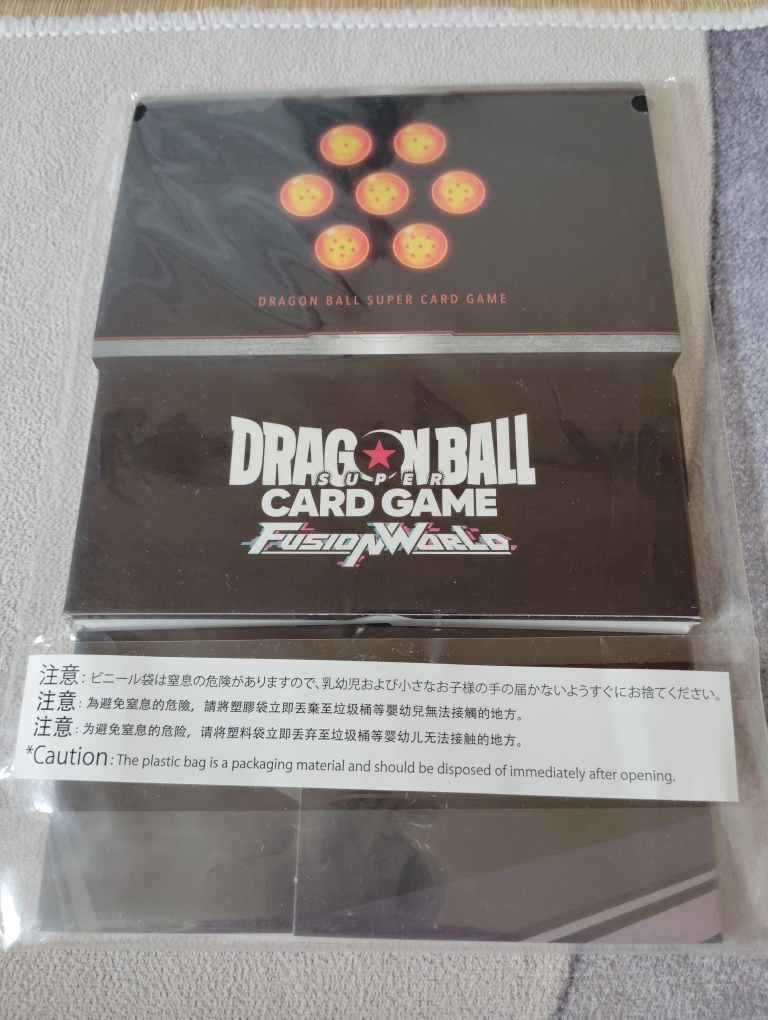 DRAGON BALL SUPER CARD GAME
DRAGON BALL
SUPER
CARD GAME
FUSION WORLD
注意：ビニール袋は窒息の危険がありますので、乳幼児および小さなお子様の手の届かないようすぐにお捨てください。
注意：為避免窒息的危險，請將塑膠袋立即丟棄至垃圾桶等嬰幼兒無法接觸的地方。
注意：为避免窒息的危险，请将塑料袋立即丢弃至垃圾桶等婴幼儿无法接触的地方。
*Caution : The plastic bag is a packaging material and should be disposed of immediately after opening.